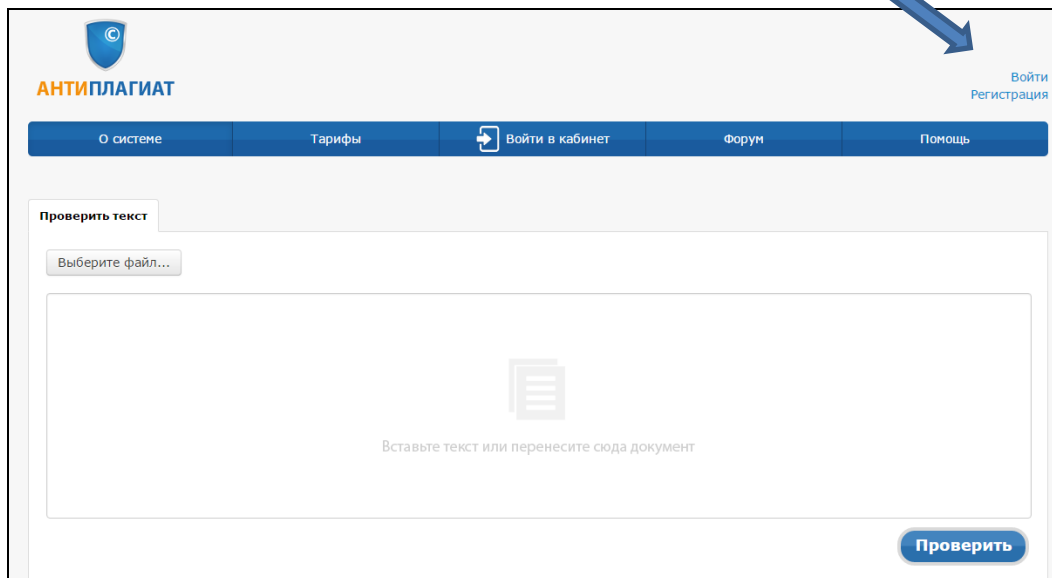 ©
АНТИПЛАГИАТ
Войти
Регистрация
О системе Тарифы Войти в кабинет Форум Помощь
Проверить текст
Выберите файл...
Вставьте текст или перенесите сюда документ
Проверить